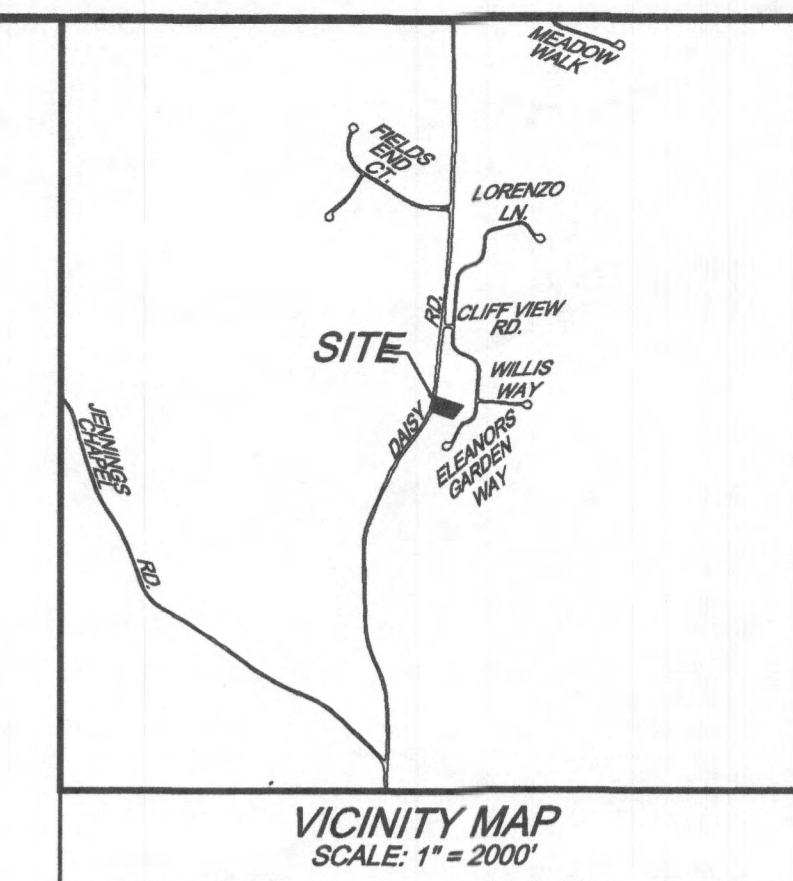 MEADOW
WALK
FIELDS
END
CT.
LORENZO
LN.
RD.
CLIFF VIEW
RD.
SITE
WILLIS
WAY
DAISY
ELEANORS
GARDEN
WAY
JENNINGS
CHAPEL
RD.
VICINITY MAP
SCALE: 1" = 2000'